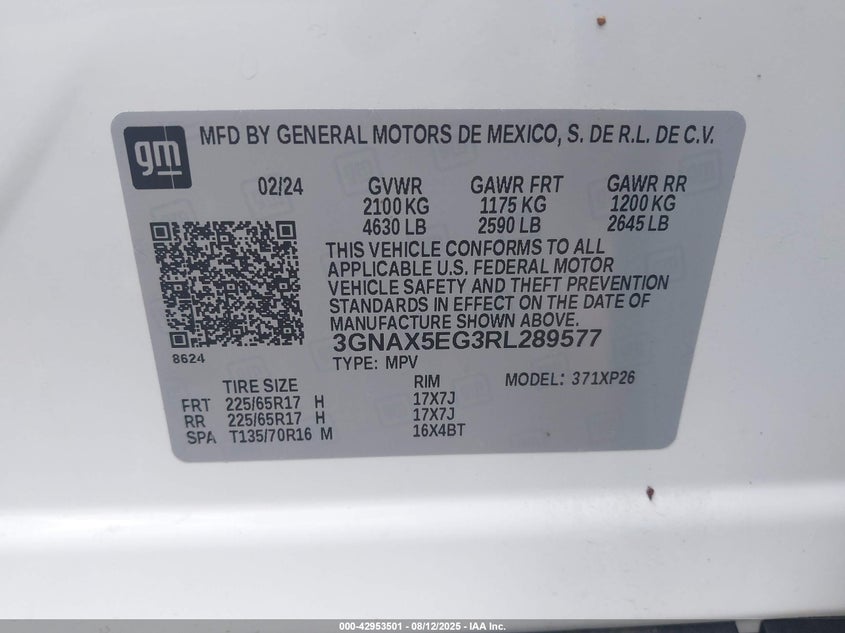 gm
MFD BY GENERAL MOTORS DE MEXICO, S. DE R.L. DE C.V.
02/24 GVWR GAWR FRT GAWR RR
2100 KG 1175 KG 1200 KG
4630 LB 2590 LB 2645 LB
THIS VEHICLE CONFORMS TO ALL
APPLICABLE U.S. FEDERAL MOTOR
VEHICLE SAFETY AND THEFT PREVENTION
STANDARDS IN EFFECT ON THE DATE OF
MANUFACTURE SHOWN ABOVE.
3GNAX5EG3RL289577
8624
TYPE: MPV
TIRE SIZE RIM MODEL: 371XP26
FRT 225/65R17 H 17X7J
RR 225/65R17 H 17X7J
SPA T135/70R16 M 16X4BT
000-42953501 - 08/12/2025 - IAA Inc.